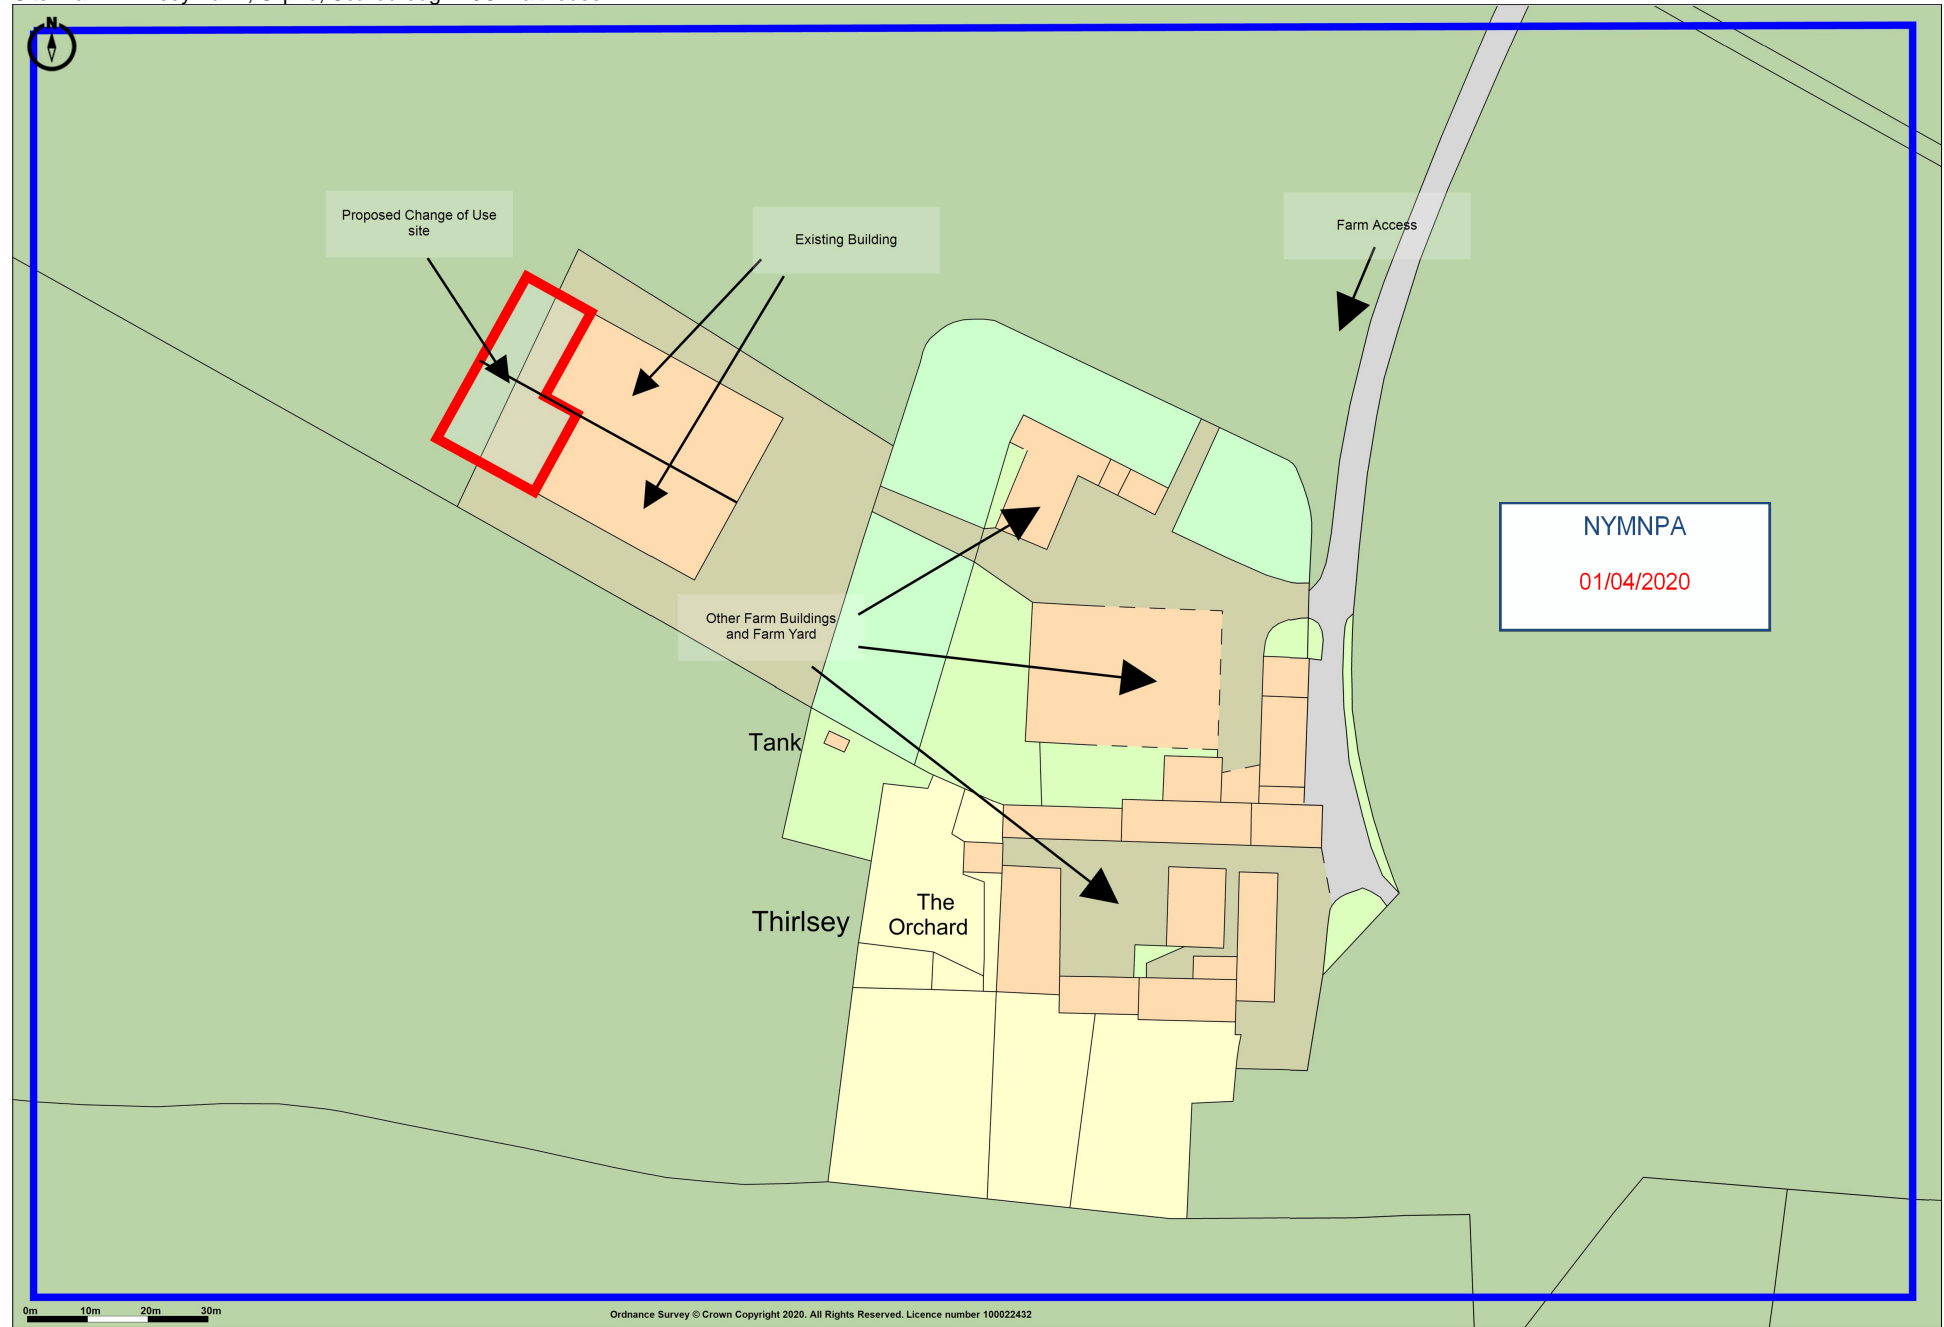 N
Proposed Change of Use
site
Existing Building
Farm Access
NYMNPA
01/04/2020
Other Farm Buildings
and Farm Yard
Tank
The
Orchard
Thirlsey
0m 10m 20m 30m
Ordnance Survey © Crown Copyright 2020. All Rights Reserved. Licence number 100022432